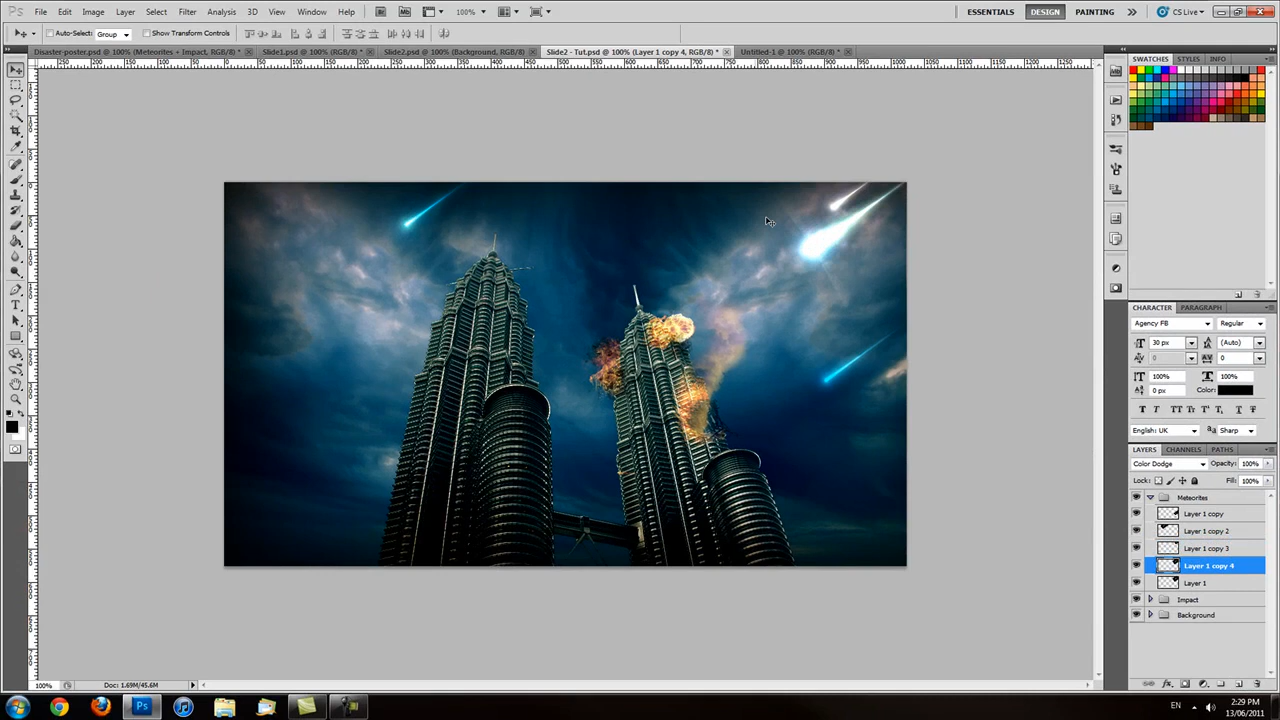 Ps File Edit Image Layer Select Filter Analysis 3D View Window Help Mb 100% ESSENTIALS DESIGN PAINTING CS Live
Auto-Select: Group Show Transform Controls
Disaster-poster.psd @ 100% (Meteorites + Impact, RGB/8) * Slide1.psd @ 100% (RGB/8) * Slide2.psd @ 100% (Background, RGB/8) Slide2 - Tut.psd @ 100% (Layer 1 copy 4, RGB/8) * Untitled-1 @ 100% (RGB/8) *
SWATCHES STYLES INFO
CHARACTER PARAGRAPH
Agency FB Regular
30 px (Auto)
0 0
100% 100%
0 px Color:
T T TT Tr T T T T
English: UK Sharp
LAYERS CHANNELS PATHS
Color Dodge Opacity: 100%
Lock: Fill: 100%
Meteorites
Layer 1 copy
Layer 1 copy 2
Layer 1 copy 3
Layer 1 copy 4
Layer 1
Impact
Background
100% Doc: 1.69M/45.6M
Ps EN 2:29 PM
13/06/2011